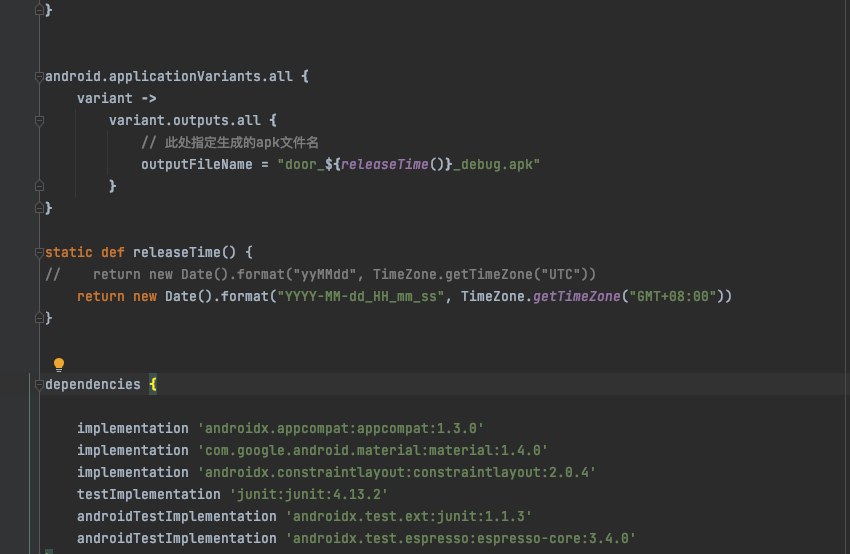 }
android.applicationVariants.all {
    variant ->
        variant.outputs.all {
            // 此处指定生成的apk文件名
            outputFileName = "door_${releaseTime()}_debug.apk"
        }
}
static def releaseTime() {
//    return new Date().format("yyMMdd", TimeZone.getTimeZone("UTC"))
    return new Date().format("YYYY-MM-dd_HH_mm_ss", TimeZone.getTimeZone("GMT+08:00"))
}
dependencies {
    implementation 'androidx.appcompat:appcompat:1.3.0'
    implementation 'com.google.android.material:material:1.4.0'
    implementation 'androidx.constraintlayout:constraintlayout:2.0.4'
    testImplementation 'junit:junit:4.13.2'
    androidTestImplementation 'androidx.test.ext:junit:1.1.3'
    androidTestImplementation 'androidx.test.espresso:espresso-core:3.4.0'